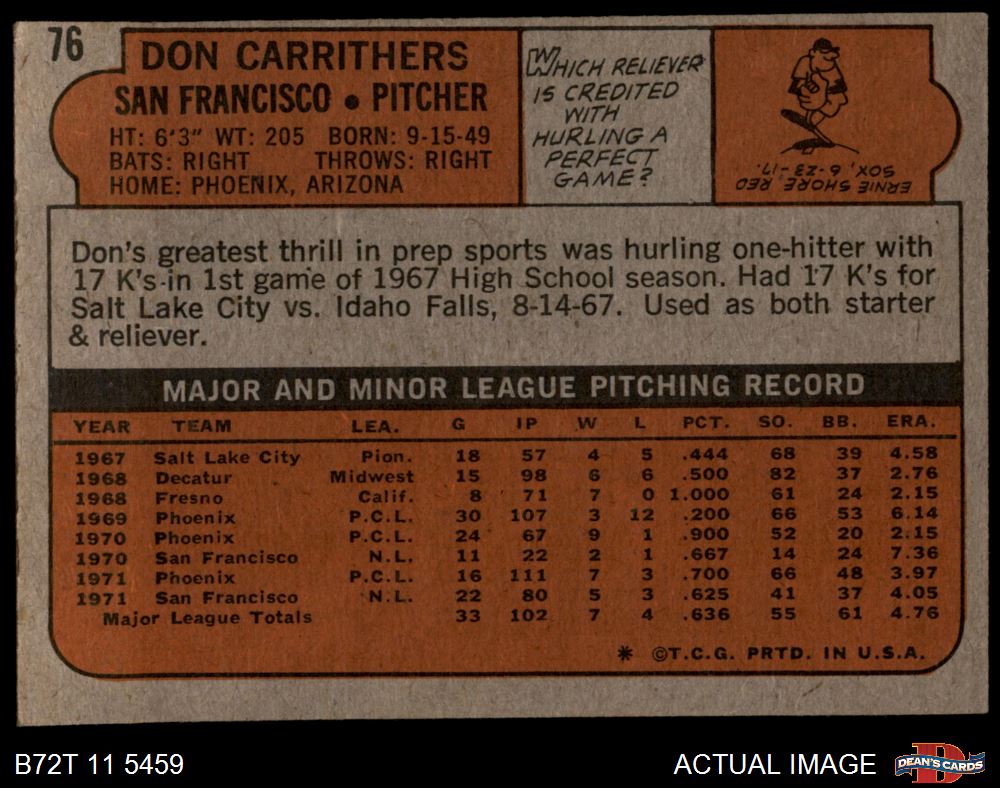 76
DON CARRITHERS
SAN FRANCISCO • PITCHER
HT: 6'3" WT: 205 BORN: 9-15-49
BATS: RIGHT THROWS: RIGHT
HOME: PHOENIX, ARIZONA
WHICH RELIEVER
IS CREDITED
WITH
HURLING A
PERFECT
GAME?
ERNIE SHORE, RED
SOX, 6-23-'17.
Don's greatest thrill in prep sports was hurling one-hitter with
17 K's in 1st game of 1967 High School season. Had 17 K's for
Salt Lake City vs. Idaho Falls, 8-14-67. Used as both starter
& reliever.
MAJOR AND MINOR LEAGUE PITCHING RECORD
YEAR TEAM LEA. G IP W L PCT. SO. BB. ERA.
1967 Salt Lake City Pion. 18 57 4 5 .444 68 39 4.58
1968 Decatur Midwest 15 98 6 6 .500 82 37 2.76
1968 Fresno Calif. 8 71 7 0 1.000 61 24 2.15
1969 Phoenix P.C.L. 30 107 3 12 .200 66 53 6.14
1970 Phoenix P.C.L. 24 67 9 1 .900 52 20 2.15
1970 San Francisco N.L. 11 22 2 1 .667 14 24 7.36
1971 Phoenix P.C.L. 16 111 7 3 .700 66 48 3.97
1971 San Francisco N.L. 22 80 5 3 .625 41 37 4.05
Major League Totals 33 102 7 4 .636 55 61 4.76
* ©T.C.G. PRTD. IN U.S.A.
B72T 11 5459
ACTUAL IMAGE
D
DEAN'S CARDS